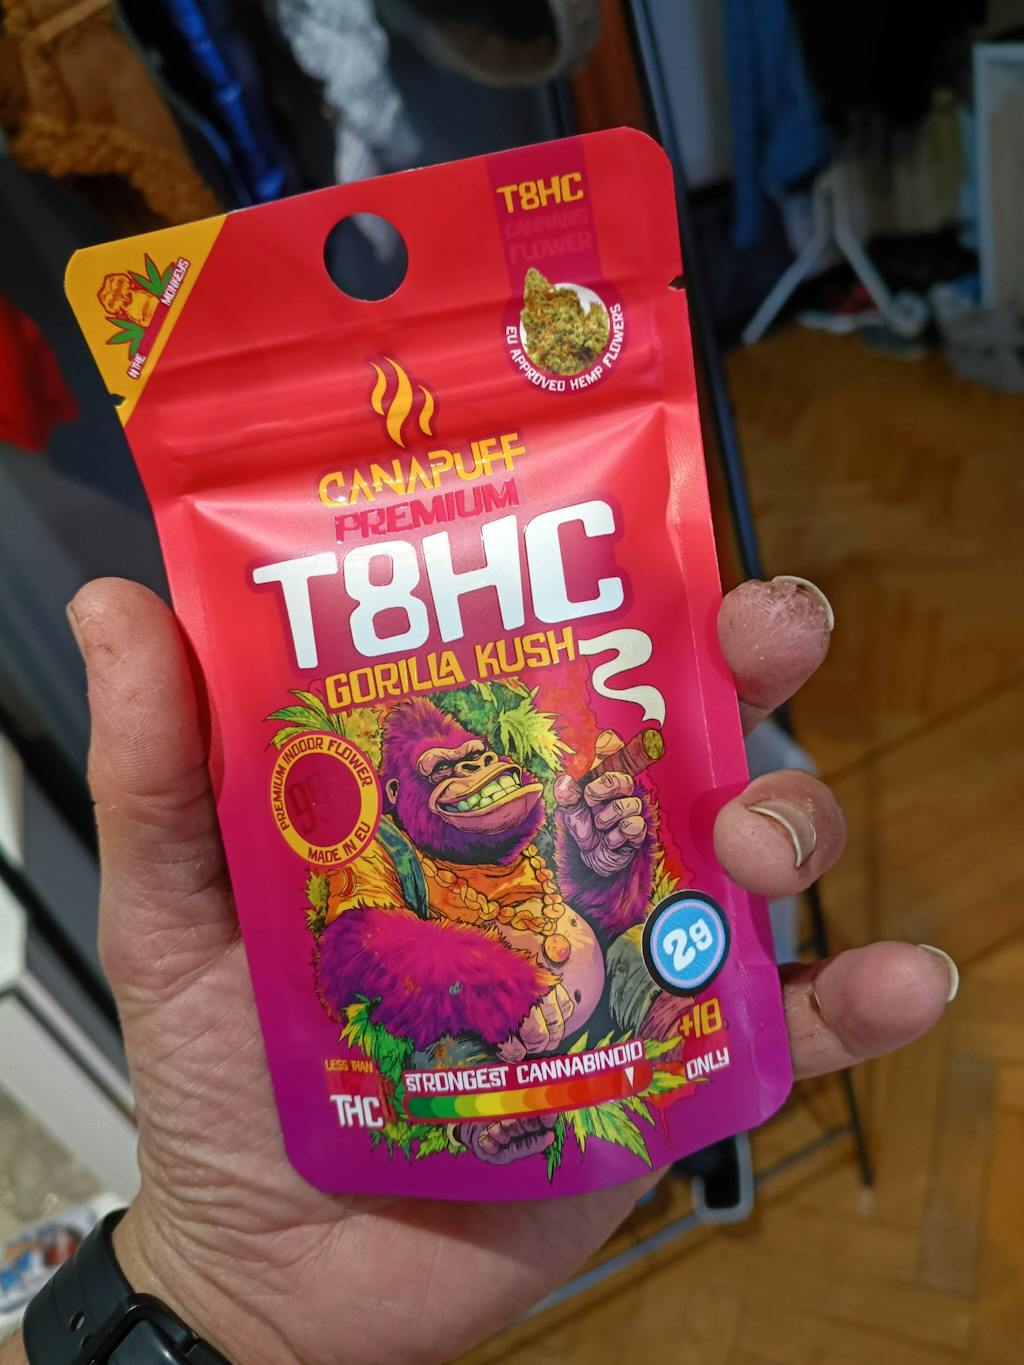 T8HC
CANNABIS
FLOWER
MONKEYS
IN THE
EU APPROVED HEMP FLOWERS
CANAPUFF
PREMIUM
T8HC
GORILLA KUSH
PREMIUM INDOOR FLOWER
MADE IN EU
2g
+18
ONLY
LESS THAN
THC
STRONGEST CANNABINOID